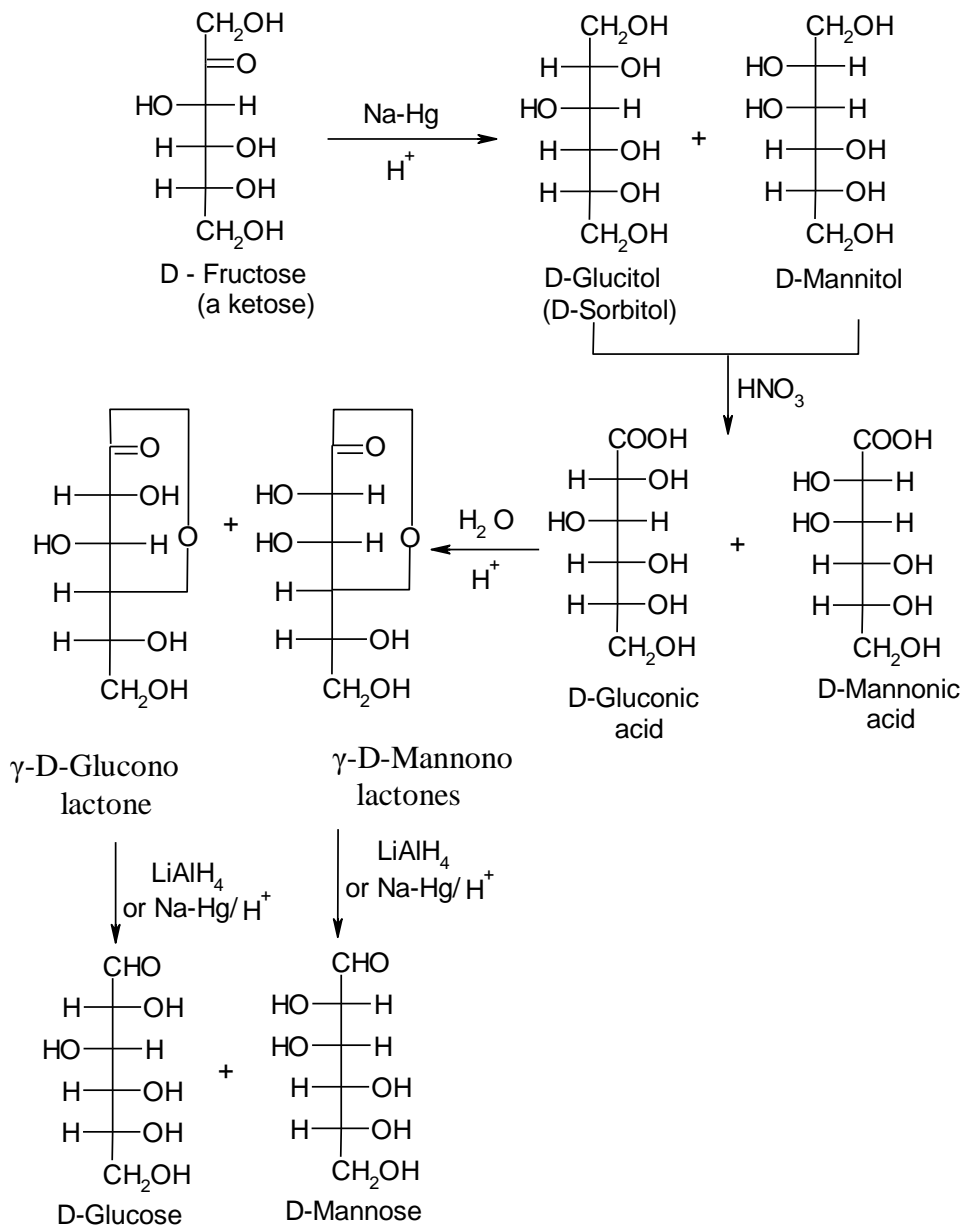 CH2OH
O
HO H
H OH
H OH
CH2OH
D - Fructose
(a ketose)
Na-Hg
H+
CH2OH
H OH
HO H
H OH
H OH
CH2OH
D-Glucitol
(D-Sorbitol)
+
CH2OH
HO H
HO H
H OH
H OH
CH2OH
D-Mannitol
HNO3
COOH
H OH
HO H
H OH
H OH
CH2OH
D-Gluconic
acid
+
COOH
HO H
HO H
H OH
H OH
CH2OH
D-Mannonic
acid
H2 O
H+
O
H OH
HO H O
H
H OH
CH2OH
γ-D-Glucono
lactone
+
O
HO H
HO H O
H
H OH
CH2OH
γ-D-Mannono
lactones
LiAlH4
or Na-Hg/ H+
LiAlH4
or Na-Hg/ H+
CHO
H OH
HO H
H OH
H OH
CH2OH
D-Glucose
+
CHO
HO H
HO H
H OH
H OH
CH2OH
D-Mannose